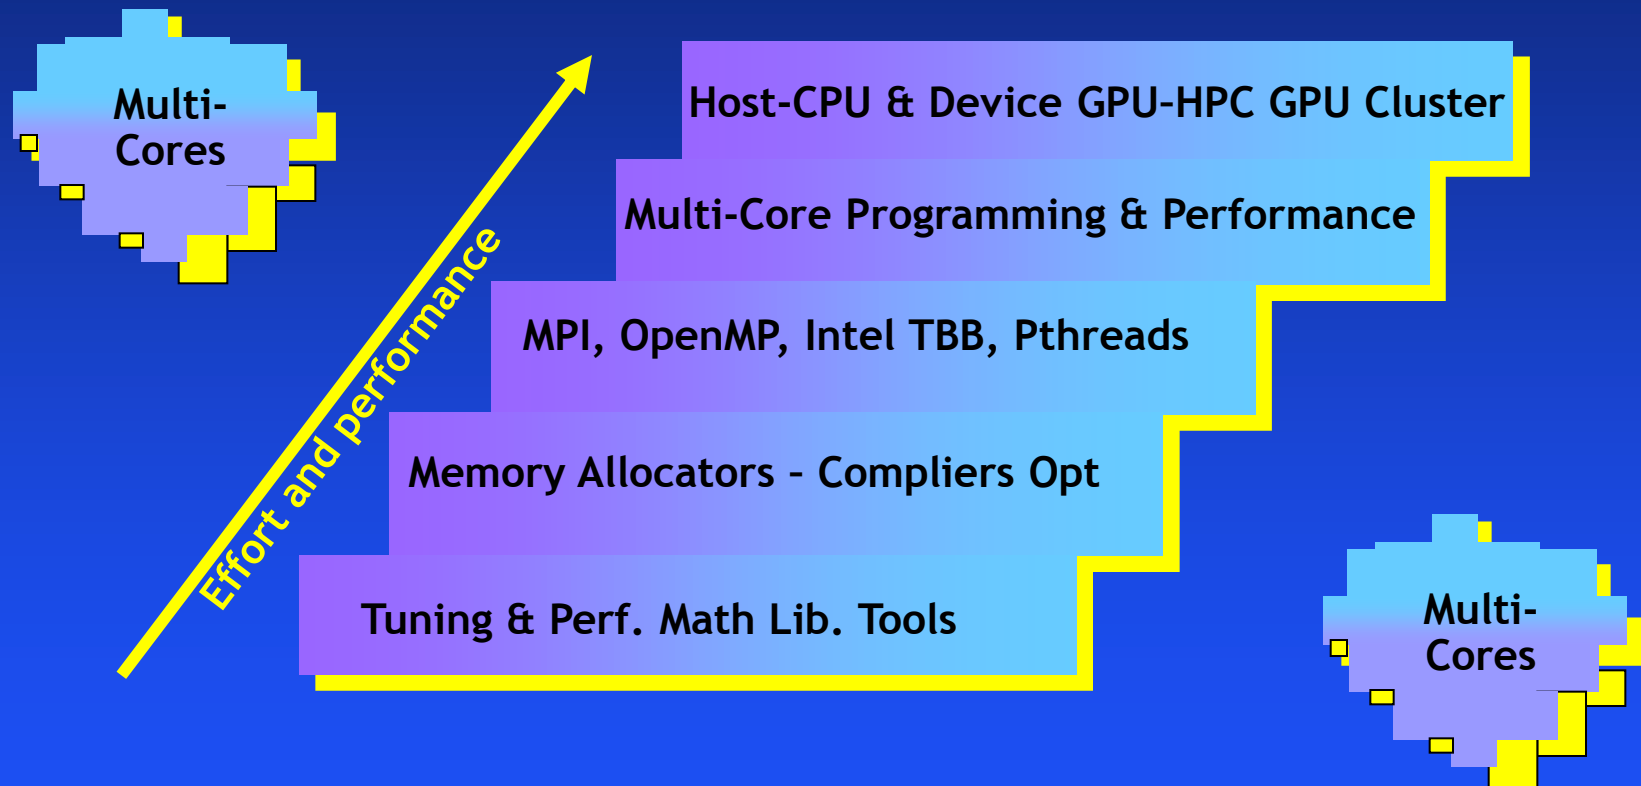 Multi-
Cores
Host-CPU & Device GPU-HPC GPU Cluster
Multi-Core Programming & Performance
MPI, OpenMP, Intel TBB, Pthreads
Effort and performance
Memory Allocators - Compliers Opt
Tuning & Perf. Math Lib. Tools
Multi-
Cores